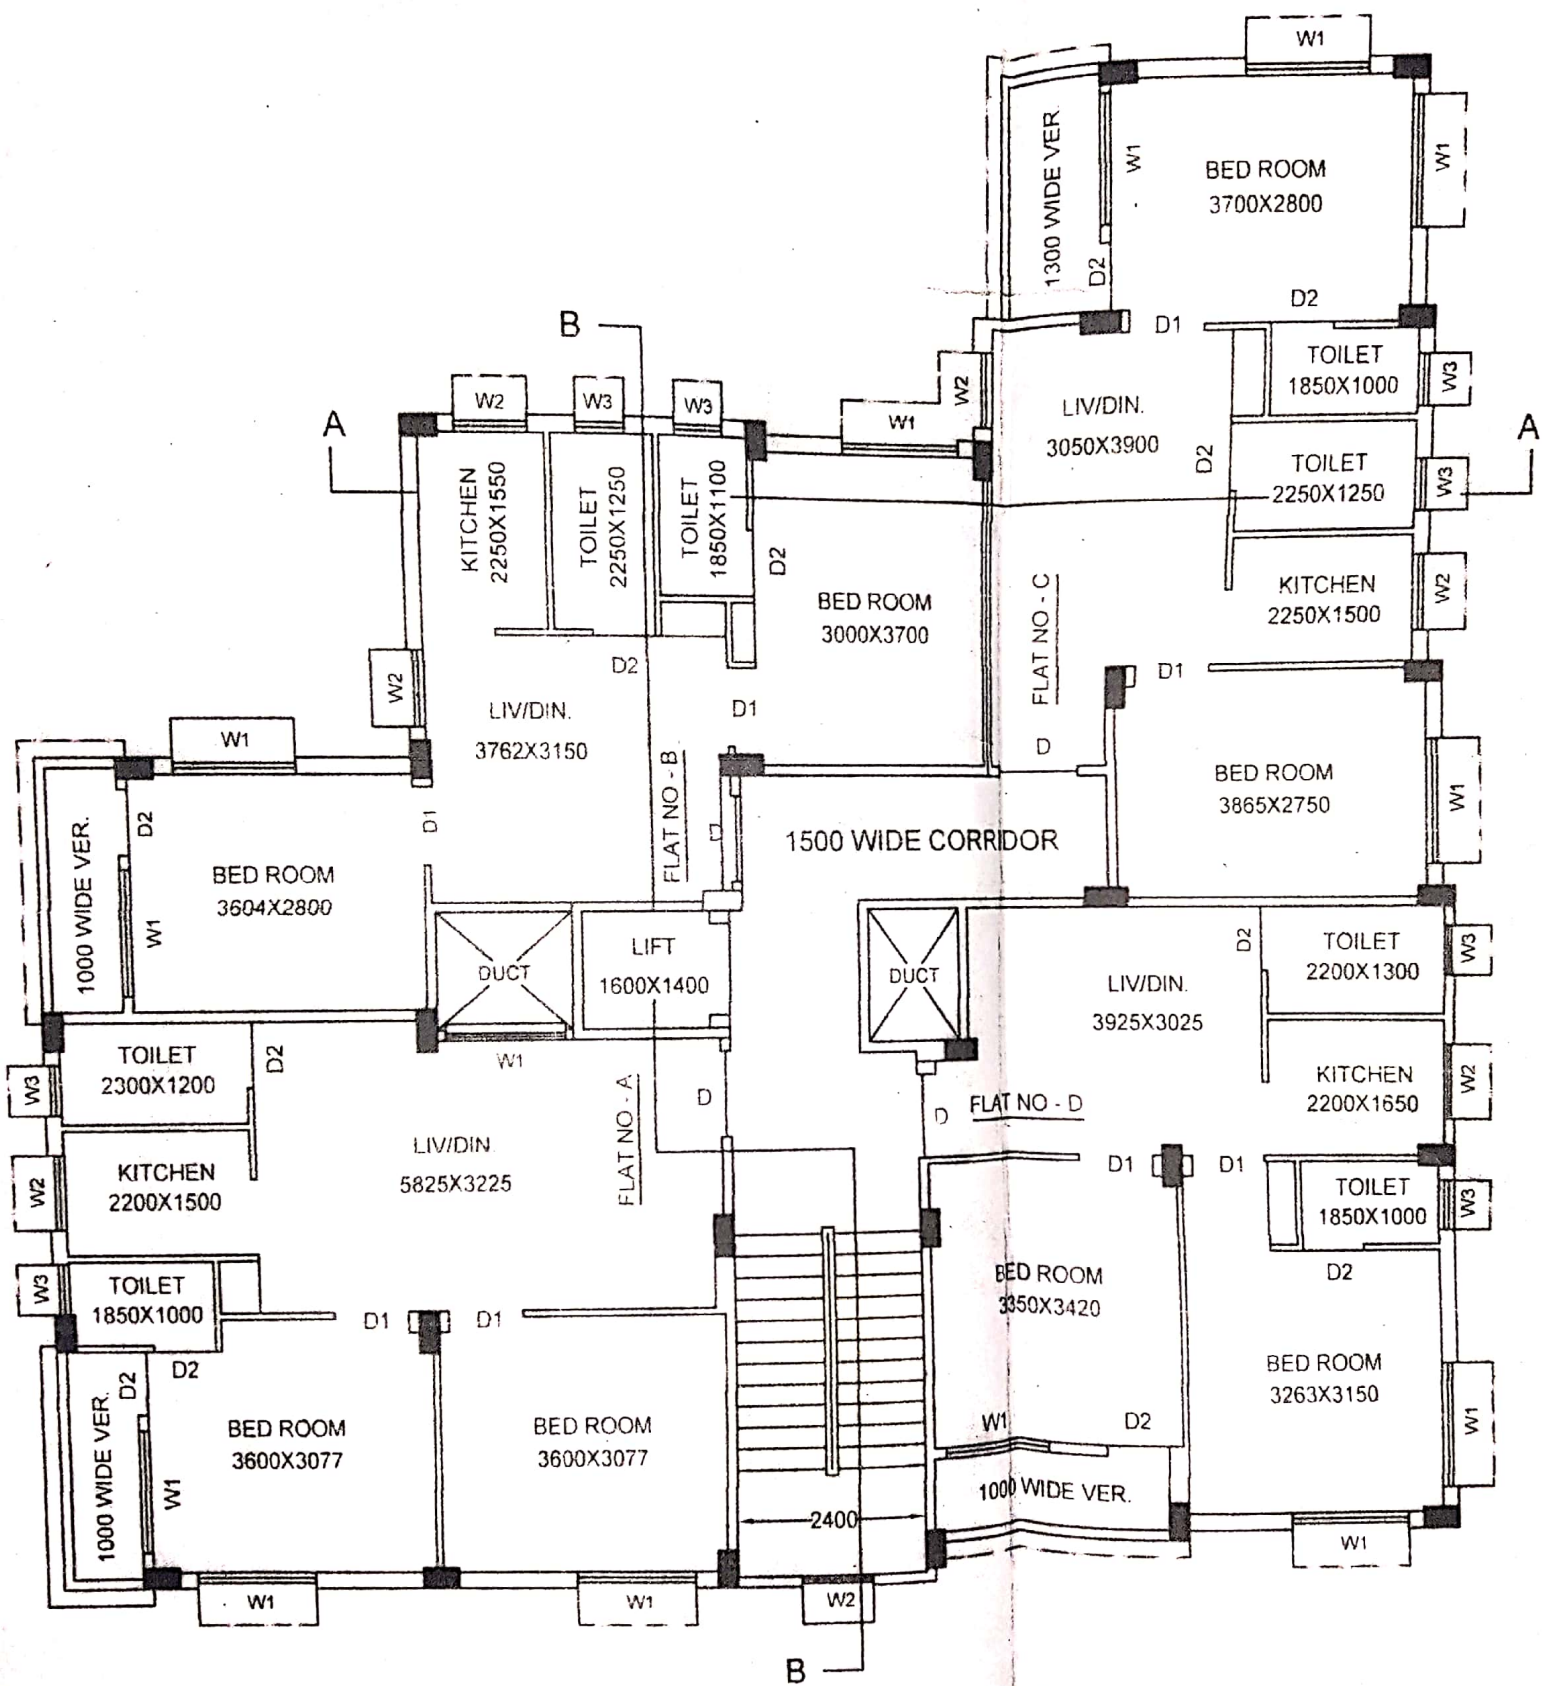 W1
1300 WIDE VER.
W1
BED ROOM
3700X2800
W1
D2
D2
D1
TOILET
1850X1000
W3
B
A
W2
W3
W3
W1
W2
LIV/DIN.
3050X3900
D2
TOILET
2250X1250
W3
A
KITCHEN
2250X1550
TOILET
2250X1250
TOILET
1850X1100
D2
BED ROOM
3000X3700
FLAT NO - C
KITCHEN
2250X1500
W2
D2
W2
D1
D1
D
LIV/DIN.
3762X3150
FLAT NO - B
W1
BED ROOM
3865X2750
W1
1000 WIDE VER.
D2
W1
BED ROOM
3604X2800
D1
D
1500 WIDE CORRIDOR
DUCT
LIFT
1600X1400
DUCT
LIV/DIN.
3925X3025
D2
TOILET
2200X1300
W3
W3
TOILET
2300X1200
D2
W1
D
D
FLAT NO - D
KITCHEN
2200X1650
W2
W2
KITCHEN
2200X1500
LIV/DIN
5825X3225
FLAT NO - A
D1
D1
TOILET
1850X1000
W3
W3
TOILET
1850X1000
D1
D1
D2
D2
D2
1000 WIDE VER.
W1
BED ROOM
3600X3077
BED ROOM
3600X3077
BED ROOM
3350X3420
BED ROOM
3263X3150
W1
W1
D2
1000 WIDE VER.
2400
W1
W1
W1
W2
B